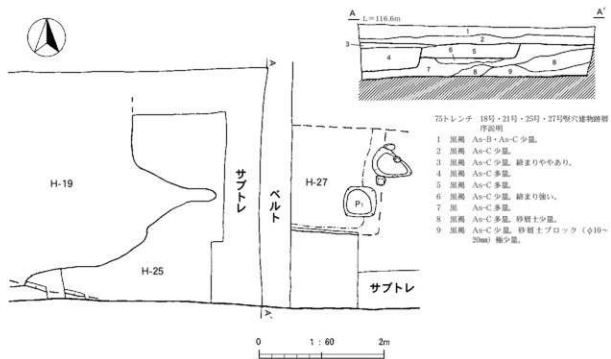 A
A'
L=116.6m
1
2
3
4
6
5
7
8
9
8
75トレンチ 18号・21号・25号・27号竪穴建物跡層
序説明
1 黒褐 As-B・As-C 少量。
2 黒褐 As-C 少量。
3 黒褐 As-C 少量。締まりややあり。
4 黒褐 As-C 多量。
5 黒褐 As-C 多量。
6 黒褐 As-C 少量。締まり強い。
7 黒 As-C 多量。
8 黒褐 As-C 多量。砂層土少量。
9 黒褐 As-C 少量。砂層土ブロック（φ10～
20㎜）極少量。
A
H-19
サブトレ
ベルト
H-27
P1
H-25
サブトレ
A'
0 1:60 2m